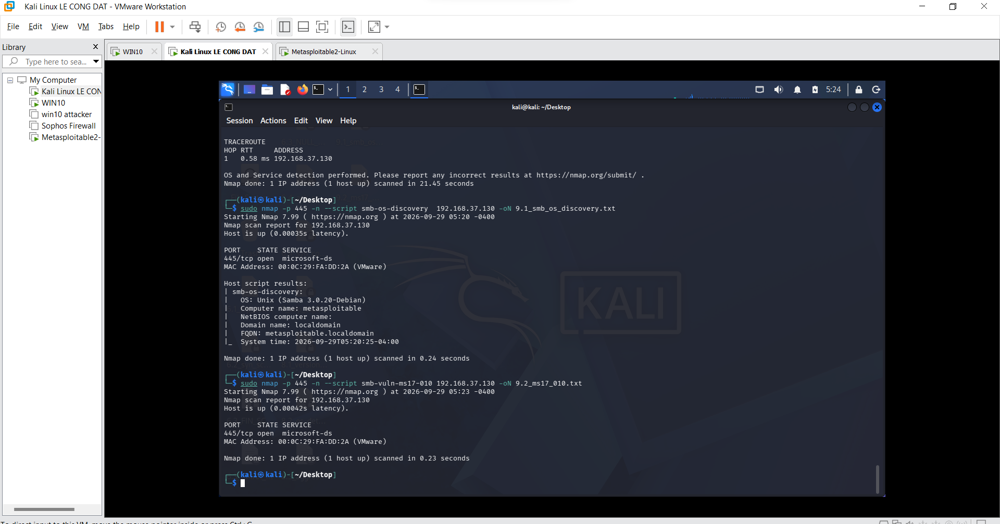 Kali Linux LE CONG DAT - VMware Workstation
File Edit View VM Tabs Help
Library
Type here to sea...
My Computer
Kali Linux LE CON
WIN10
win10 attacker
Sophos Firewall
Metasploitable2-
WIN10
Kali Linux LE CONG DAT
Metasploitable2-Linux
1 2 3 4
5:24
kali@kali: ~/Desktop
Session Actions Edit View Help
TRACEROUTE
HOP RTT     ADDRESS
1   0.58 ms 192.168.37.130
OS and Service detection performed. Please report any incorrect results at https://nmap.org/submit/ .
Nmap done: 1 IP address (1 host up) scanned in 21.45 seconds
┌──(kali㉿kali)-[~/Desktop]
└─$ sudo nmap -p 445 -n --script smb-os-discovery  192.168.37.130 -oN 9.1_smb_os_discovery.txt
Starting Nmap 7.99 ( https://nmap.org ) at 2026-09-29 05:20 -0400
Nmap scan report for 192.168.37.130
Host is up (0.00035s latency).
PORT    STATE SERVICE
445/tcp open  microsoft-ds
MAC Address: 00:0C:29:FA:DD:2A (VMware)
Host script results:
| smb-os-discovery:
|   OS: Unix (Samba 3.0.20-Debian)
|   Computer name: metasploitable
|   NetBIOS computer name:
|   Domain name: localdomain
|   FQDN: metasploitable.localdomain
|_  System time: 2026-09-29T05:20:25-04:00
Nmap done: 1 IP address (1 host up) scanned in 0.24 seconds
┌──(kali㉿kali)-[~/Desktop]
└─$ sudo nmap -p 445 -n --script smb-vuln-ms17-010 192.168.37.130 -oN 9.2_ms17_010.txt
Starting Nmap 7.99 ( https://nmap.org ) at 2026-09-29 05:23 -0400
Nmap scan report for 192.168.37.130
Host is up (0.00042s latency).
PORT    STATE SERVICE
445/tcp open  microsoft-ds
MAC Address: 00:0C:29:FA:DD:2A (VMware)
Nmap done: 1 IP address (1 host up) scanned in 0.23 seconds
┌──(kali㉿kali)-[~/Desktop]
└─$
KALI